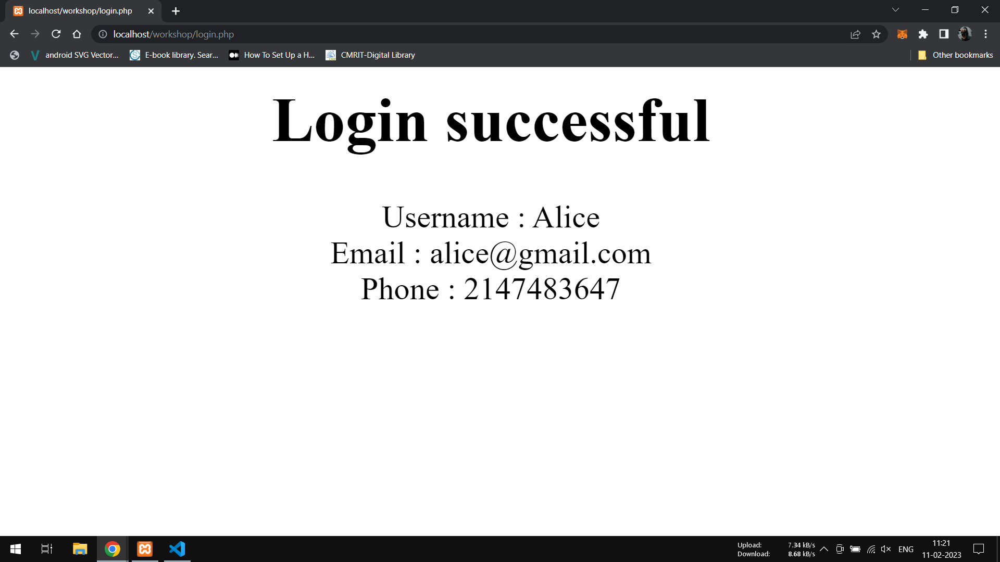 localhost/workshop/login.php
localhost/workshop/login.php
android SVG Vector... E-book library. Sear... How To Set Up a H... CMRIT-Digital Library Other bookmarks
Login successful
Username : Alice
Email : alice@gmail.com
Phone : 2147483647
Upload: 7.34 kB/s
Download: 8.68 kB/s
ENG
11:21
11-02-2023